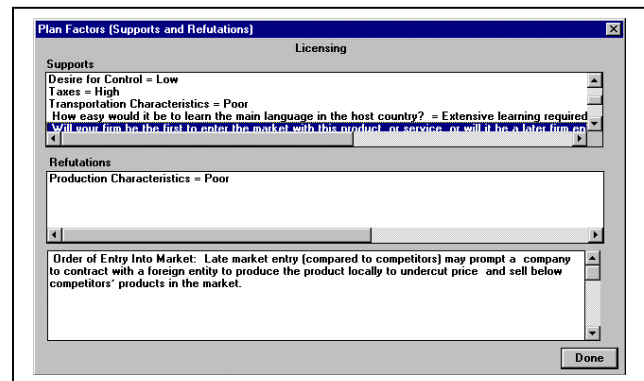 Plan Factors (Supports and Refutations)
Licensing
Supports
Desire for Control = Low
Taxes = High
Transportation Characteristics = Poor
How easy would it be to learn the main language in the host country? = Extensive learning required
Will your firm be the first to enter the market with this product or service, or will it be a later firm en
Refutations
Production Characteristics = Poor
Order of Entry Into Market: Late market entry (compared to competitors) may prompt a company
to contract with a foreign entity to produce the product locally to undercut price and sell below
competitors' products in the market.
Done